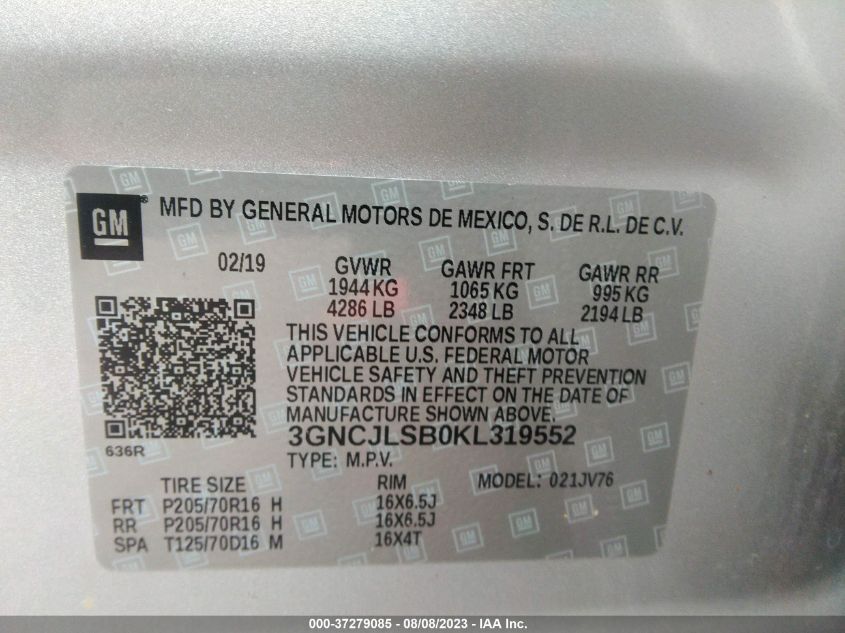 GM® MFD BY GENERAL MOTORS DE MEXICO, S. DE R.L. DE C.V.
02/19 GVWR GAWR FRT GAWR RR
1944 KG 1065 KG 995 KG
4286 LB 2348 LB 2194 LB
THIS VEHICLE CONFORMS TO ALL
APPLICABLE U.S. FEDERAL MOTOR
VEHICLE SAFETY AND THEFT PREVENTION
STANDARDS IN EFFECT ON THE DATE OF
MANUFACTURE SHOWN ABOVE.
3GNCJLSB0KL319552
636R
TYPE: M.P.V.
TIRE SIZE RIM MODEL: 021JV76
FRT P205/70R16 H 16X6.5J
RR P205/70R16 H 16X6.5J
SPA T125/70D16 M 16X4T
000-37279085 - 08/08/2023 - IAA Inc.